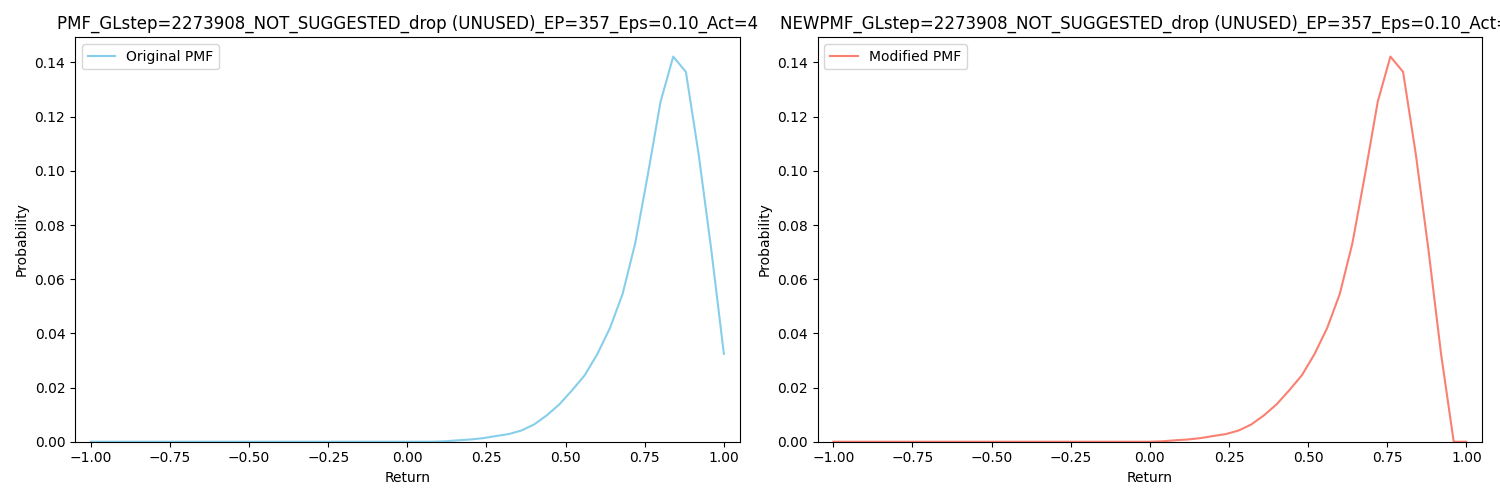 PMF_GLstep=2273908_NOT_SUGGESTED_drop (UNUSED)_EP=357_Eps=0.10_Act=4
Original PMF
Probability
0.14
0.12
0.10
0.08
0.06
0.04
0.02
0.00
−1.00 −0.75 −0.50 −0.25 0.00 0.25 0.50 0.75 1.00
Return
NEWPMF_GLstep=2273908_NOT_SUGGESTED_drop (UNUSED)_EP=357_Eps=0.10_Act=
Modified PMF
Probability
0.14
0.12
0.10
0.08
0.06
0.04
0.02
0.00
−1.00 −0.75 −0.50 −0.25 0.00 0.25 0.50 0.75 1.00
Return